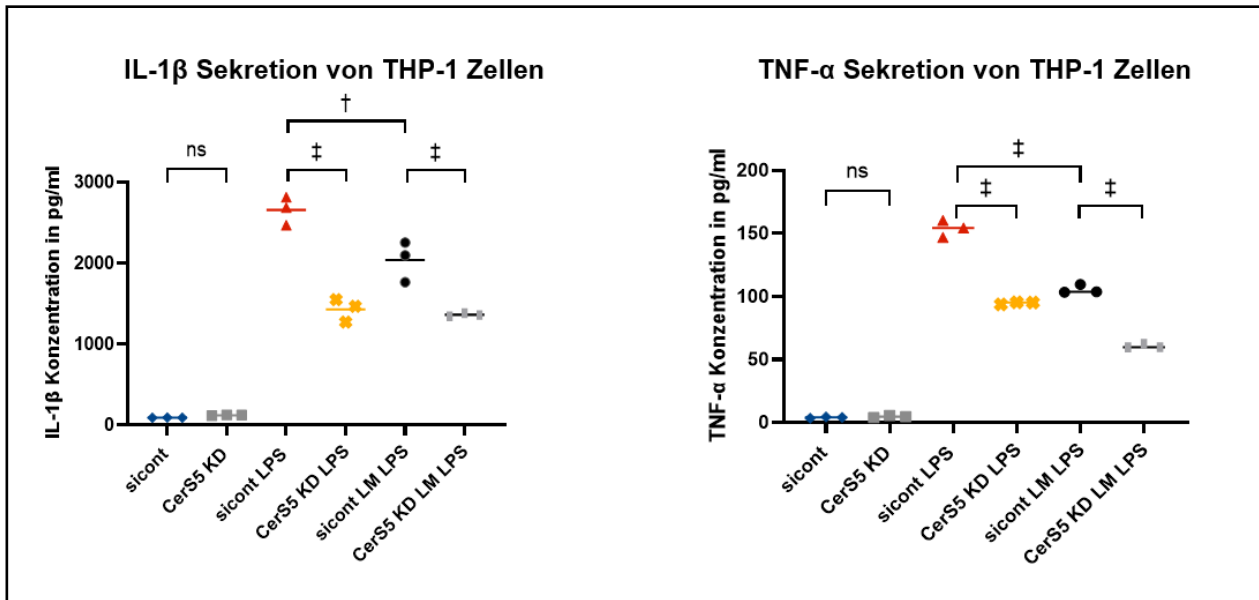 IL-1β Sekretion von THP-1 Zellen
†
ns
‡
‡
IL-1β Konzentration in pg/ml
3000
2000
1000
0
sicont
CerS5 KD
sicont LPS
CerS5 KD LPS
sicont LM LPS
CerS5 KD LM LPS
TNF-α Sekretion von THP-1 Zellen
‡
ns
‡
‡
TNF-α Konzentration in pg/ml
200
150
100
50
0
sicont
CerS5 KD
sicont LPS
CerS5 KD LPS
sicont LM LPS
CerS5 KD LM LPS